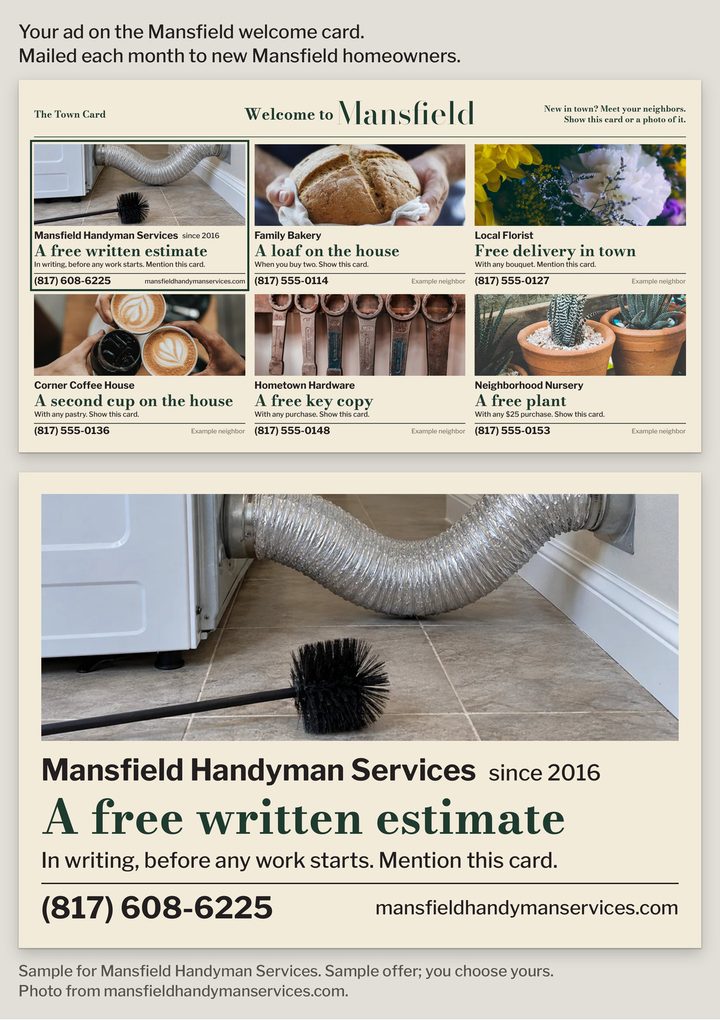 Your ad on the Mansfield welcome card.
Mailed each month to new Mansfield homeowners.
The Town Card
Welcome to Mansfield
New in town? Meet your neighbors.
Show this card or a photo of it.
Mansfield Handyman Services since 2016
A free written estimate
In writing, before any work starts. Mention this card.
(817) 608-6225 mansfieldhandymanservices.com
Family Bakery
A loaf on the house
When you buy two. Show this card.
(817) 555-0114 Example neighbor
Local Florist
Free delivery in town
With any bouquet. Mention this card.
(817) 555-0127 Example neighbor
Corner Coffee House
A second cup on the house
With any pastry. Show this card.
(817) 555-0136 Example neighbor
Hometown Hardware
A free key copy
With any purchase. Show this card.
(817) 555-0148 Example neighbor
Neighborhood Nursery
A free plant
With any $25 purchase. Show this card.
(817) 555-0153 Example neighbor
Mansfield Handyman Services since 2016
A free written estimate
In writing, before any work starts. Mention this card.
(817) 608-6225 mansfieldhandymanservices.com
Sample for Mansfield Handyman Services. Sample offer; you choose yours.
Photo from mansfieldhandymanservices.com.